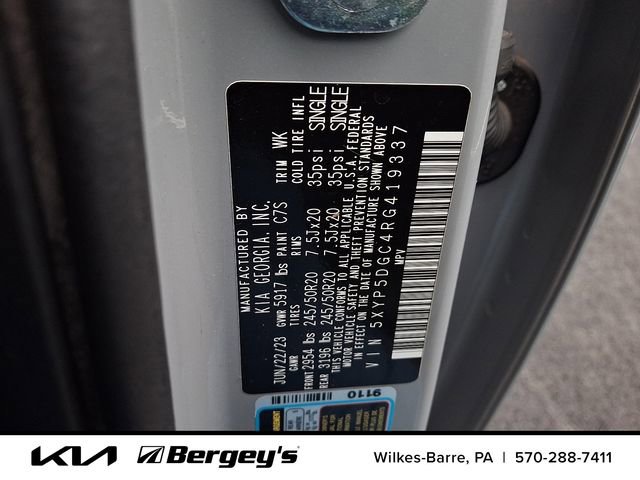 MANUFACTURED BY
KIA GEORGIA, INC.
JUN/22/23 GVWR 5917 lbs PAINT C7S TRIM WK
GAWR TIRES RIMS COLD TIRE INFL
FRONT 2954 lbs 245/50R20 7.5Jx20 35psi SINGLE
REAR 3196 lbs 245/50R20 7.5Jx20 35psi SINGLE
THIS VEHICLE CONFORMS TO ALL APPLICABLE U.S.A. FEDERAL
MOTOR VEHICLE SAFETY AND THEFT PREVENTION STANDARDS
IN EFFECT ON THE DATE OF MANUFACTURE SHOWN ABOVE
VIN 5XYP5DGC4RG419337
MPV
9110
KIA Bergey's
Wilkes-Barre, PA | 570-288-7411